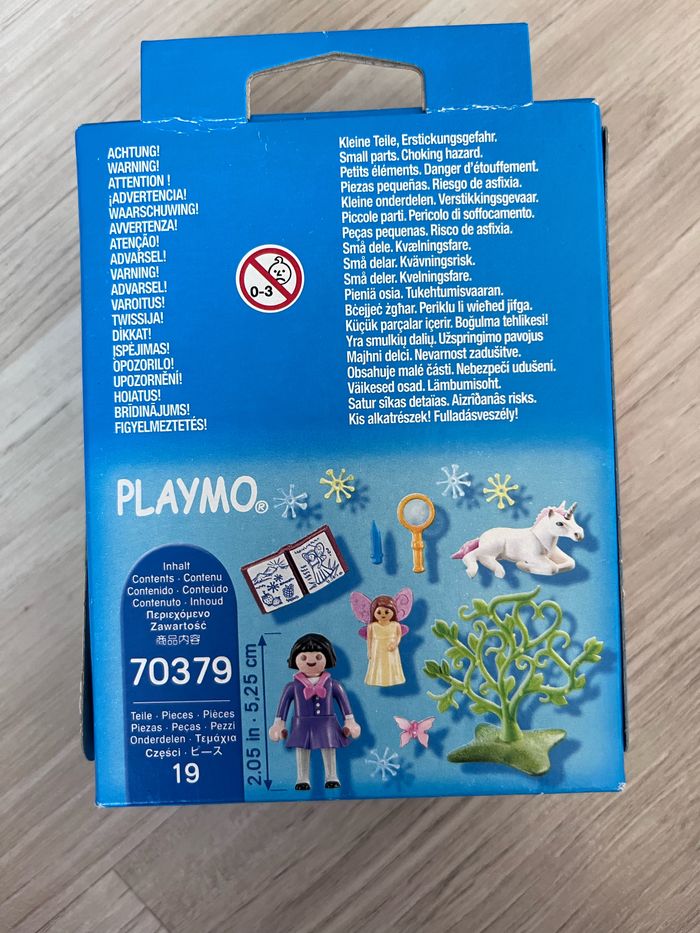 ACHTUNG!
WARNING!
ATTENTION !
¡ADVERTENCIA!
WAARSCHUWING!
AVVERTENZA!
ATENÇÃO!
ADVARSEL!
VARNING!
ADVARSEL!
VAROITUS!
TWISSIJA!
DİKKAT!
ĮSPĖJIMAS!
OPOZORILO!
UPOZORNĚNÍ!
HOIATUS!
BRĪDINĀJUMS!
FIGYELMEZTETÉS!
Kleine Teile, Erstickungsgefahr.
Small parts. Choking hazard.
Petits éléments. Danger d'étouffement.
Piezas pequeñas. Riesgo de asfixia.
Kleine onderdelen. Verstikkingsgevaar.
Piccole parti. Pericolo di soffocamento.
Peças pequenas. Risco de asfixia.
Små dele. Kvælningsfare.
Små delar. Kvävningsrisk.
Små deler. Kvelningsfare.
Pieniä osia. Tukehtumisvaaran.
Bċejjeċ żgħar. Periklu li wieħed jifga.
Küçük parçalar içerir. Boğulma tehlikesi!
Yra smulkių dalių. Užspringimo pavojus
Majhni delci. Nevarnost zadušitve.
Obsahuje malé části. Nebezpečí udušení.
Väikesed osad. Lämbumisoht.
Satur sīkas detaļas. Aizrīšanās risks.
Kis alkatrészek! Fulladásveszély!
0-3
PLAYMO®
Inhalt
Contents · Contenu
Contenido · Conteúdo
Contenuto · Inhoud
Περιεχόμενο
Zawartość
商品内容
70379
Teile · Pieces · Pièces
Piezas · Peças · Pezzi
Onderdelen · Τεμάχια
Części · ピース
19
2.05 in · 5,25 cm